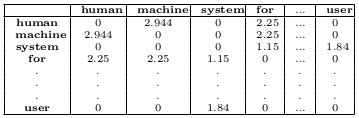 human machine system for ... user
human 0 2.944 0 2.25 ... 0
machine 2.944 0 0 2.25 ... 0
system 0 0 0 1.15 ... 1.84
for 2.25 2.25 1.15 0 ... 0
. . . . . . .
. . . . . . .
. . . . . . .
user 0 0 1.84 0 ... 0